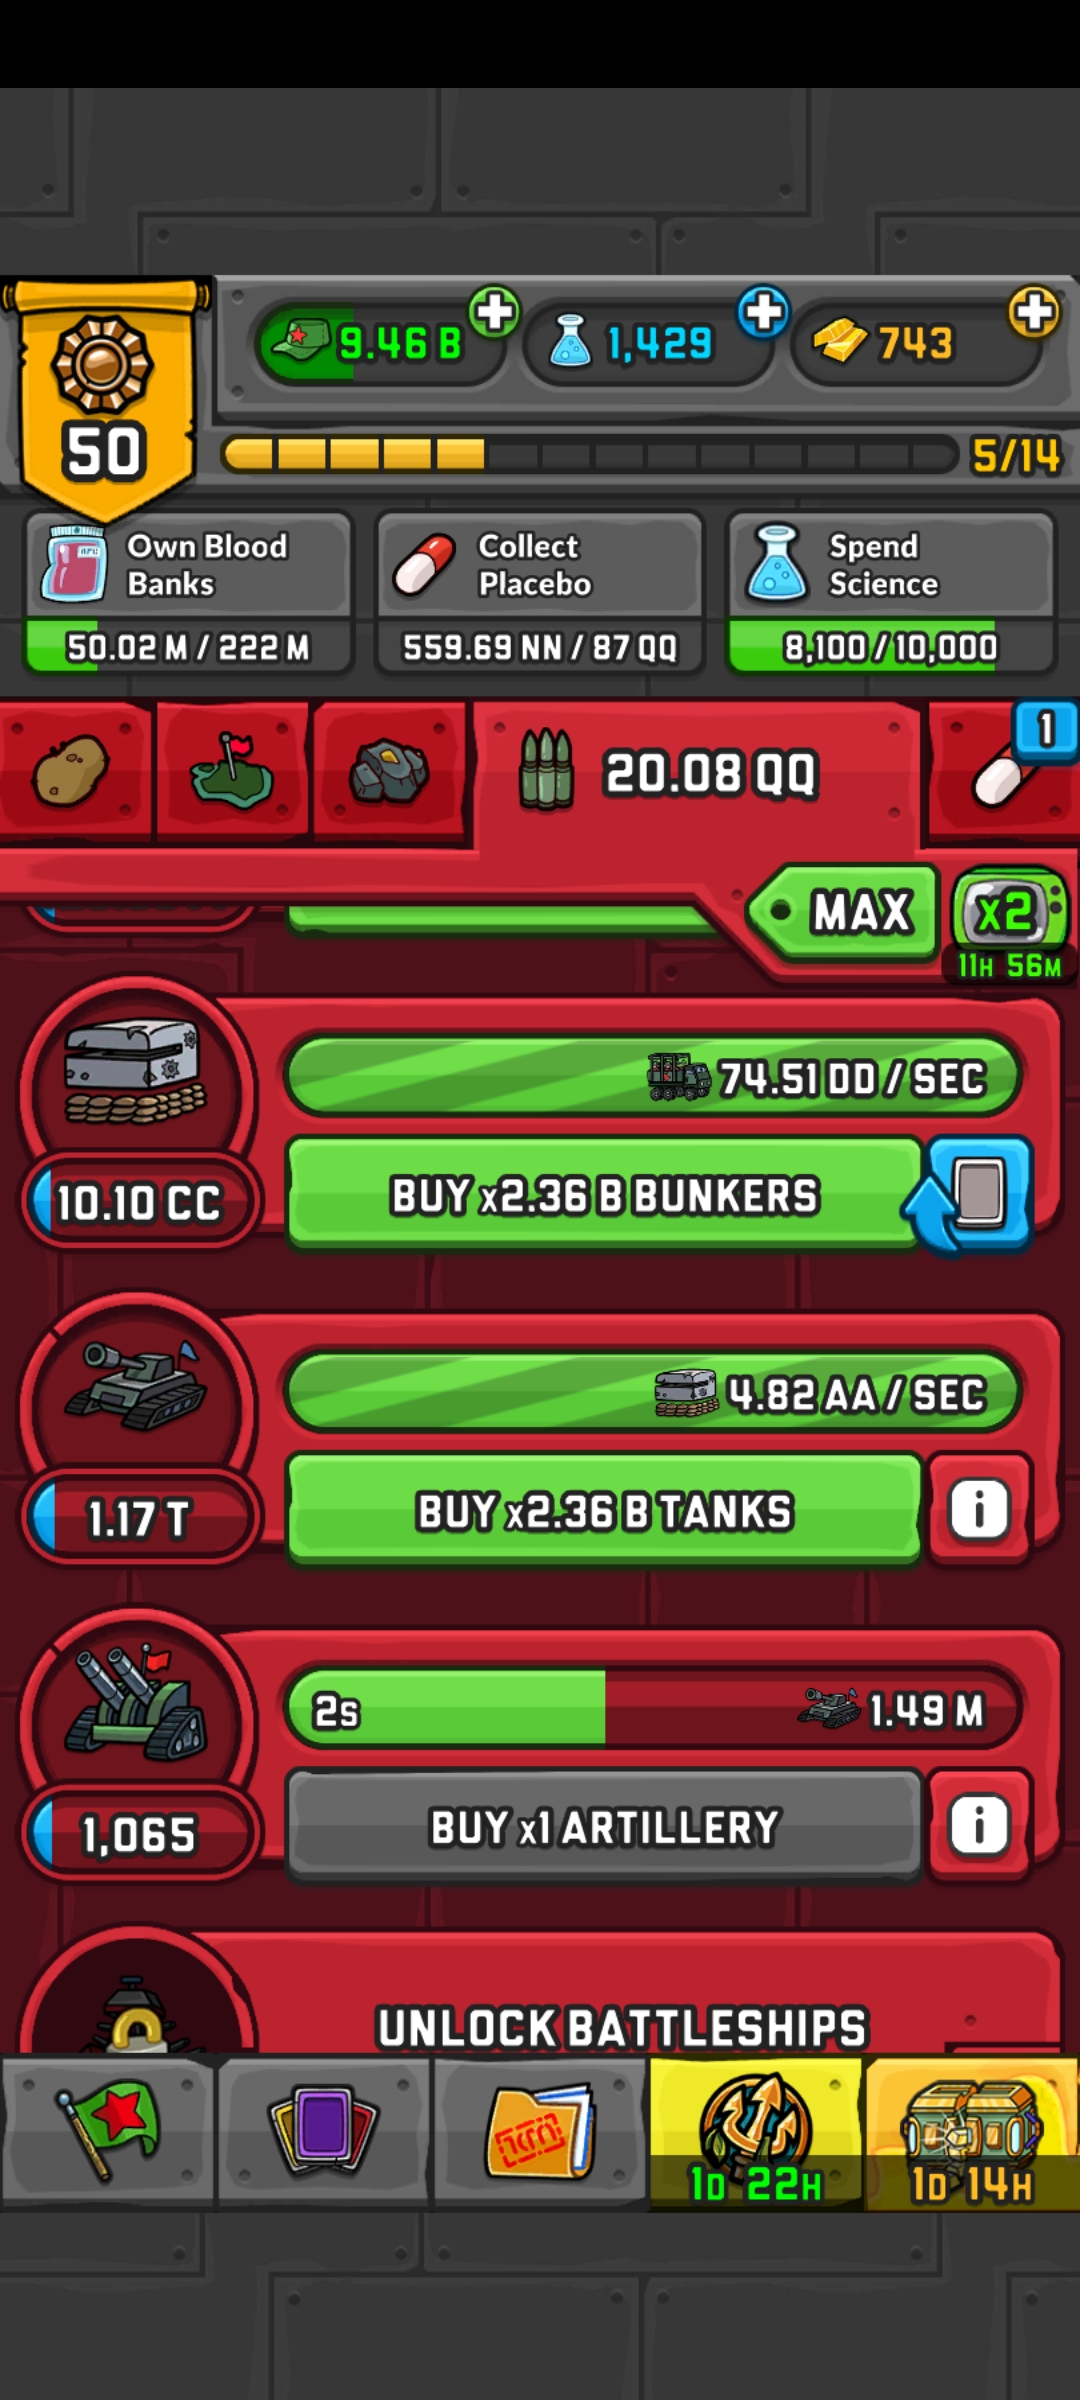 9.46 B
1,429
743
50
5/14
Own Blood Banks
50.02 M / 222 M
Collect Placebo
559.69 NN / 87 QQ
Spend Science
8,100 / 10,000
20.08 QQ
1
MAX
x2
11H 56M
74.51 DD / SEC
10.10 CC
BUY x2.36 B BUNKERS
4.82 AA / SEC
1.17 T
BUY x2.36 B TANKS
i
2s
1.49 M
1,065
BUY x1 ARTILLERY
i
UNLOCK BATTLESHIPS
1D 22H
1D 14H